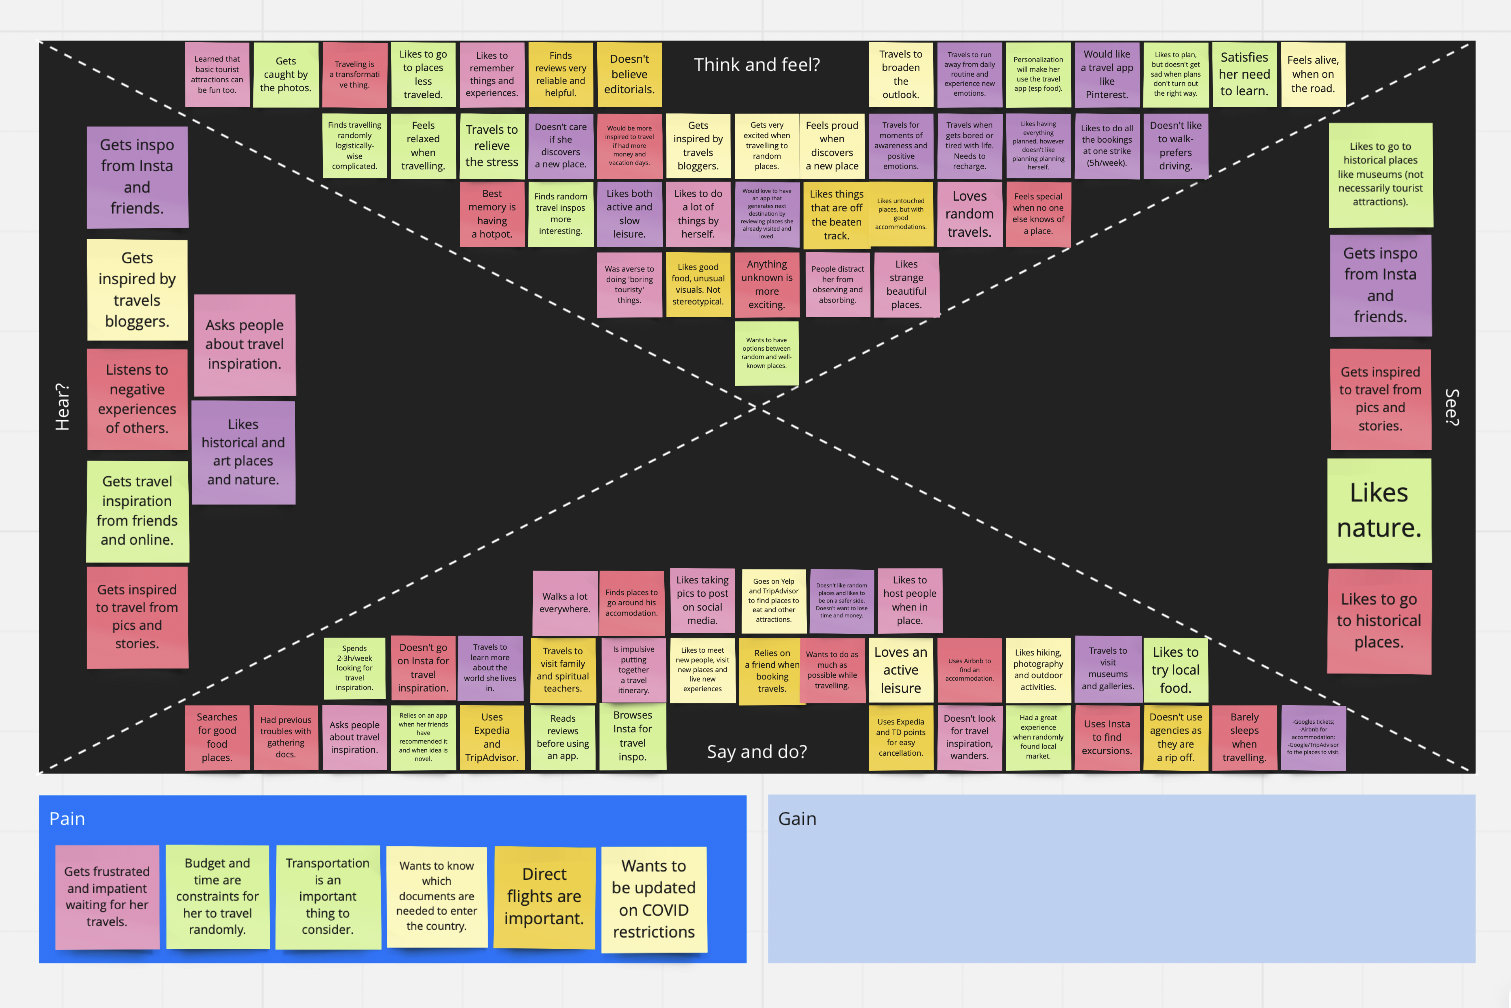 Learned that
basic tourist
attractions can
be fun too.
Gets
caught by
the photos.
Traveling is
a transformati
ve thing.
Likes to go
to places
less
traveled.
Likes to
remember
things and
experiences.
Finds
reviews very
reliable and
helpful.
Doesn't
believe
editorials.
Think and feel?
Travels to
broaden
the
outlook.
Travels to run
away from daily
routine and
experience new
emotions.
Personalization
will make her
use the travel
app (esp food).
Would like
a travel app
like
Pinterest.
Likes to plan,
but doesn't get
sad when plans
don't turn out
the right way.
Satisfies
her need
to learn.
Feels alive,
when on
the road.
Finds travelling
randomly
logistically-
wise
complicated.
Feels
relaxed
when
travelling.
Travels to
relieve
the stress
Doesn't care
if she
discovers
a new place.
Would be more
inspired to travel
if had more
money and
vacation days.
Gets
inspired by
travels
bloggers.
Gets very
excited when
travelling to
random
places.
Feels proud
when
discovers
a new place
Travels for
moments of
awareness and
positive
emotions.
Travels when
gets bored or
tired with life.
Needs to
recharge.
Likes having
everything
planned, however
doesn't like
planning planning
herself.
Likes to do all
the bookings
at one strike
(5h/week).
Doesn't like
to walk-
prefers
driving.
Best
memory is
having
a hotpot.
Finds random
travel inspos
more
interesting.
Likes both
active and
slow
leisure.
Likes to do
a lot of
things by
herself.
Would love to have
an app that
generates next
destination by
reviewing places she
already visited and
loved
Likes things
that are off
the beaten
track.
Likes untouched
places, but with
good
accommodations.
Loves
random
travels.
Feels special
when no one
else knows of
a place.
Was averse to
doing 'boring
touristy'
things.
Likes good
food, unusual
visuals. Not
stereotypical.
Anything
unknown is
more
exciting.
People distract
her from
observing and
absorbing.
Likes
strange
beautiful
places.
Wants to have
options between
random and well-
known places.
Hear?
Gets inspo
from Insta
and
friends.
Gets
inspired by
travels
bloggers.
Asks people
about travel
inspiration.
Listens to
negative
experiences
of others.
Likes
historical and
art places
and nature.
Gets travel
inspiration
from friends
and online.
Gets inspired
to travel from
pics and
stories.
See?
Likes to go to
historical places
like museums (not
necessarily tourist
attractions).
Gets inspo
from Insta
and
friends.
Gets inspired
to travel from
pics and
stories.
Likes
nature.
Likes to go
to historical
places.
Walks a lot
everywhere.
Finds places to
go around his
accomodation.
Likes taking
pics to post
on social
media.
Goes on Yelp
and TripAdvisor
to find places to
eat and other
attractions.
Doesn't like random
places and likes to
be on a safer side.
Doesn't want to lose
time and money.
Likes to
host people
when in
place.
Spends
2-3h/week
looking for
travel
inspiration.
Doesn't go
on Insta for
travel
inspiration.
Travels to
learn more
about the
world she lives
in.
Travels to
visit family
and spiritual
teachers.
Is impulsive
putting
together
a travel
itinerary.
Likes to meet
new people, visit
new places and
live new
experiences
Relies on
a friend when
booking
travels.
Wants to do as
much as
possible while
travelling.
Loves an
active
leisure
Uses Airbnb to
find an
accommodation.
Likes hiking,
photography
and outdoor
activities.
Travels to
visit
museums
and galleries.
Likes to
try local
food.
Searches
for good
food
places.
Had previous
troubles with
gathering
docs.
Asks people
about travel
inspiration.
Relies on an app
when her friends
have
recommended it
and when idea is
novel.
Uses
Expedia
and
TripAdvisor.
Reads
reviews
before using
an app.
Browses
Insta for
travel
inspo.
Say and do?
Uses Expedia
and TD points
for easy
cancellation.
Doesn't look
for travel
inspiration,
wanders.
Had a great
experience
when randomly
found local
market.
Uses Insta
to find
excursions.
Doesn't use
agencies as
they are
a rip off.
Barely
sleeps
when
travelling.
-Googles tickets;
-Airbnb for
accommodation;
-Google/TripAdvisor
fo the places to visit.
Pain
Gets frustrated
and impatient
waiting for her
travels.
Budget and
time are
constraints for
her to travel
randomly.
Transportation
is an
important
thing to
consider.
Wants to know
which
documents are
needed to enter
the country.
Direct
flights are
important.
Wants to
be updated
on COVID
restrictions
Gain